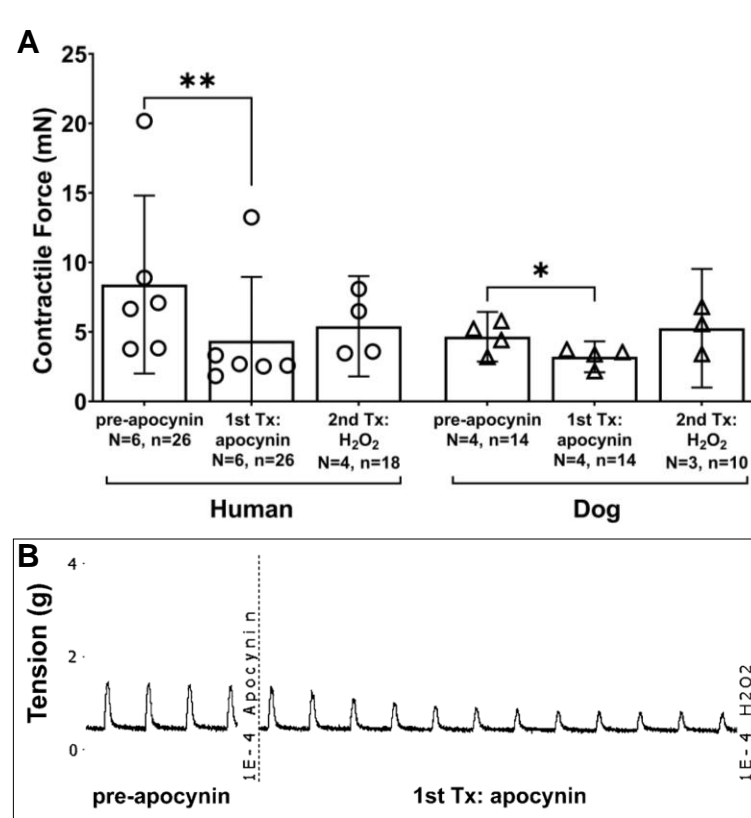 A
25
20
15
10
5
0
Contractile Force (mN)
**
*
pre-apocynin
N=6, n=26
1st Tx:
apocynin
N=6, n=26
2nd Tx:
H₂O₂
N=4, n=18
pre-apocynin
N=4, n=14
1st Tx:
apocynin
N=4, n=14
2nd Tx:
H₂O₂
N=3, n=10
Human
Dog
B
Tension (g)
4
2
0
1E-4 Apocynin
1E-4 H2O2
pre-apocynin
1st Tx: apocynin